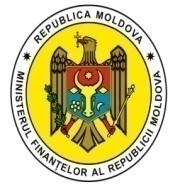 REPUBLICA MOLDOVA
MINISTERUL FINANȚELOR AL REPUBLICII MOLDOVA